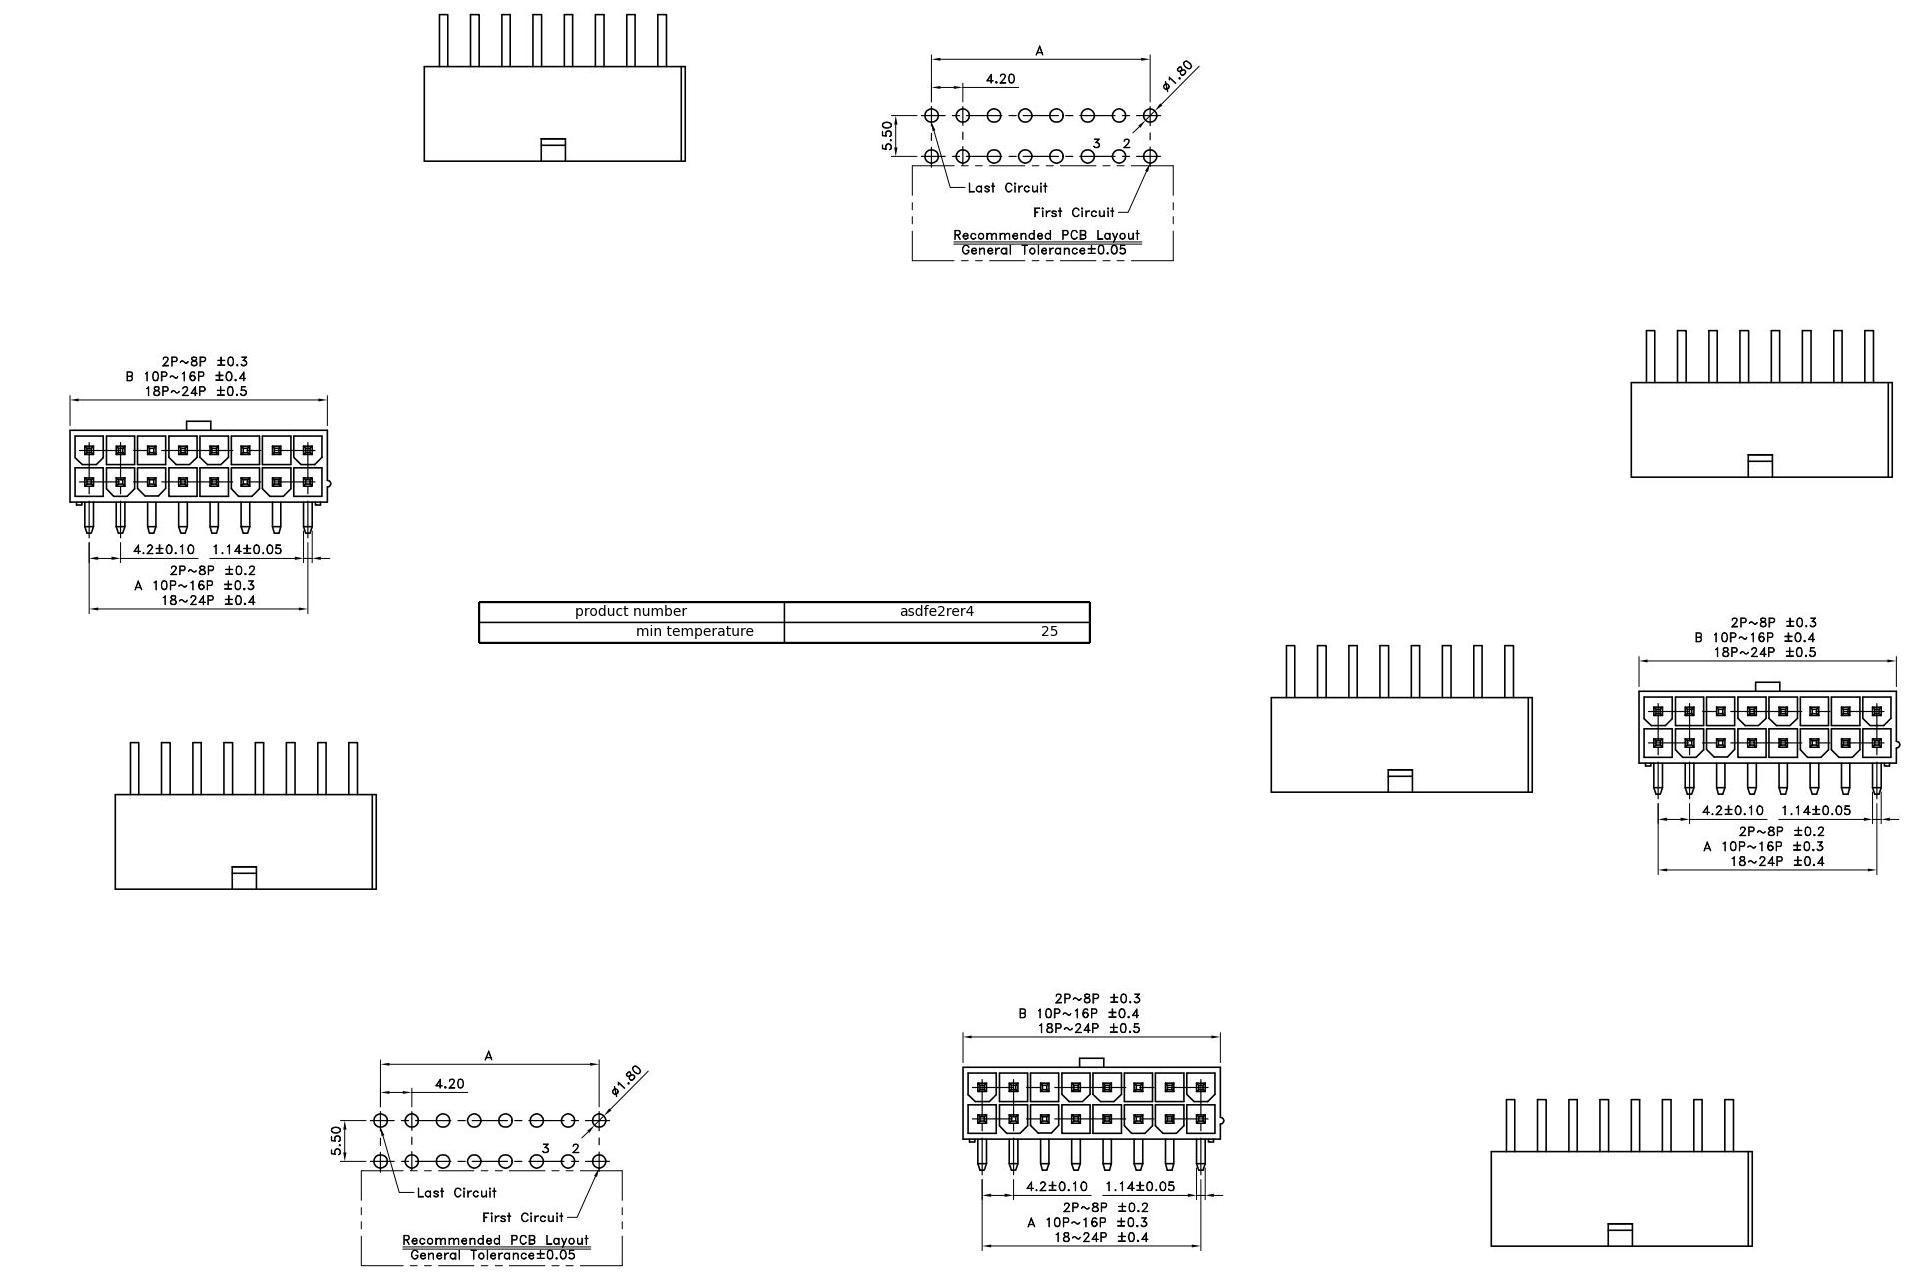 A
4.20
ø1.80
5.50
3 2
Last Circuit
First Circuit
Recommended PCB Layout
General Tolerance±0.05
2P~8P ±0.3
B 10P~16P ±0.4
18P~24P ±0.5
4.2±0.10 1.14±0.05
2P~8P ±0.2
A 10P~16P ±0.3
18~24P ±0.4
product number asdfe2rer4
min temperature 25
2P~8P ±0.3
B 10P~16P ±0.4
18P~24P ±0.5
4.2±0.10 1.14±0.05
2P~8P ±0.2
A 10P~16P ±0.3
18~24P ±0.4
A
4.20
ø1.80
5.50
3 2
Last Circuit
First Circuit
Recommended PCB Layout
General Tolerance±0.05
2P~8P ±0.3
B 10P~16P ±0.4
18P~24P ±0.5
4.2±0.10 1.14±0.05
2P~8P ±0.2
A 10P~16P ±0.3
18~24P ±0.4